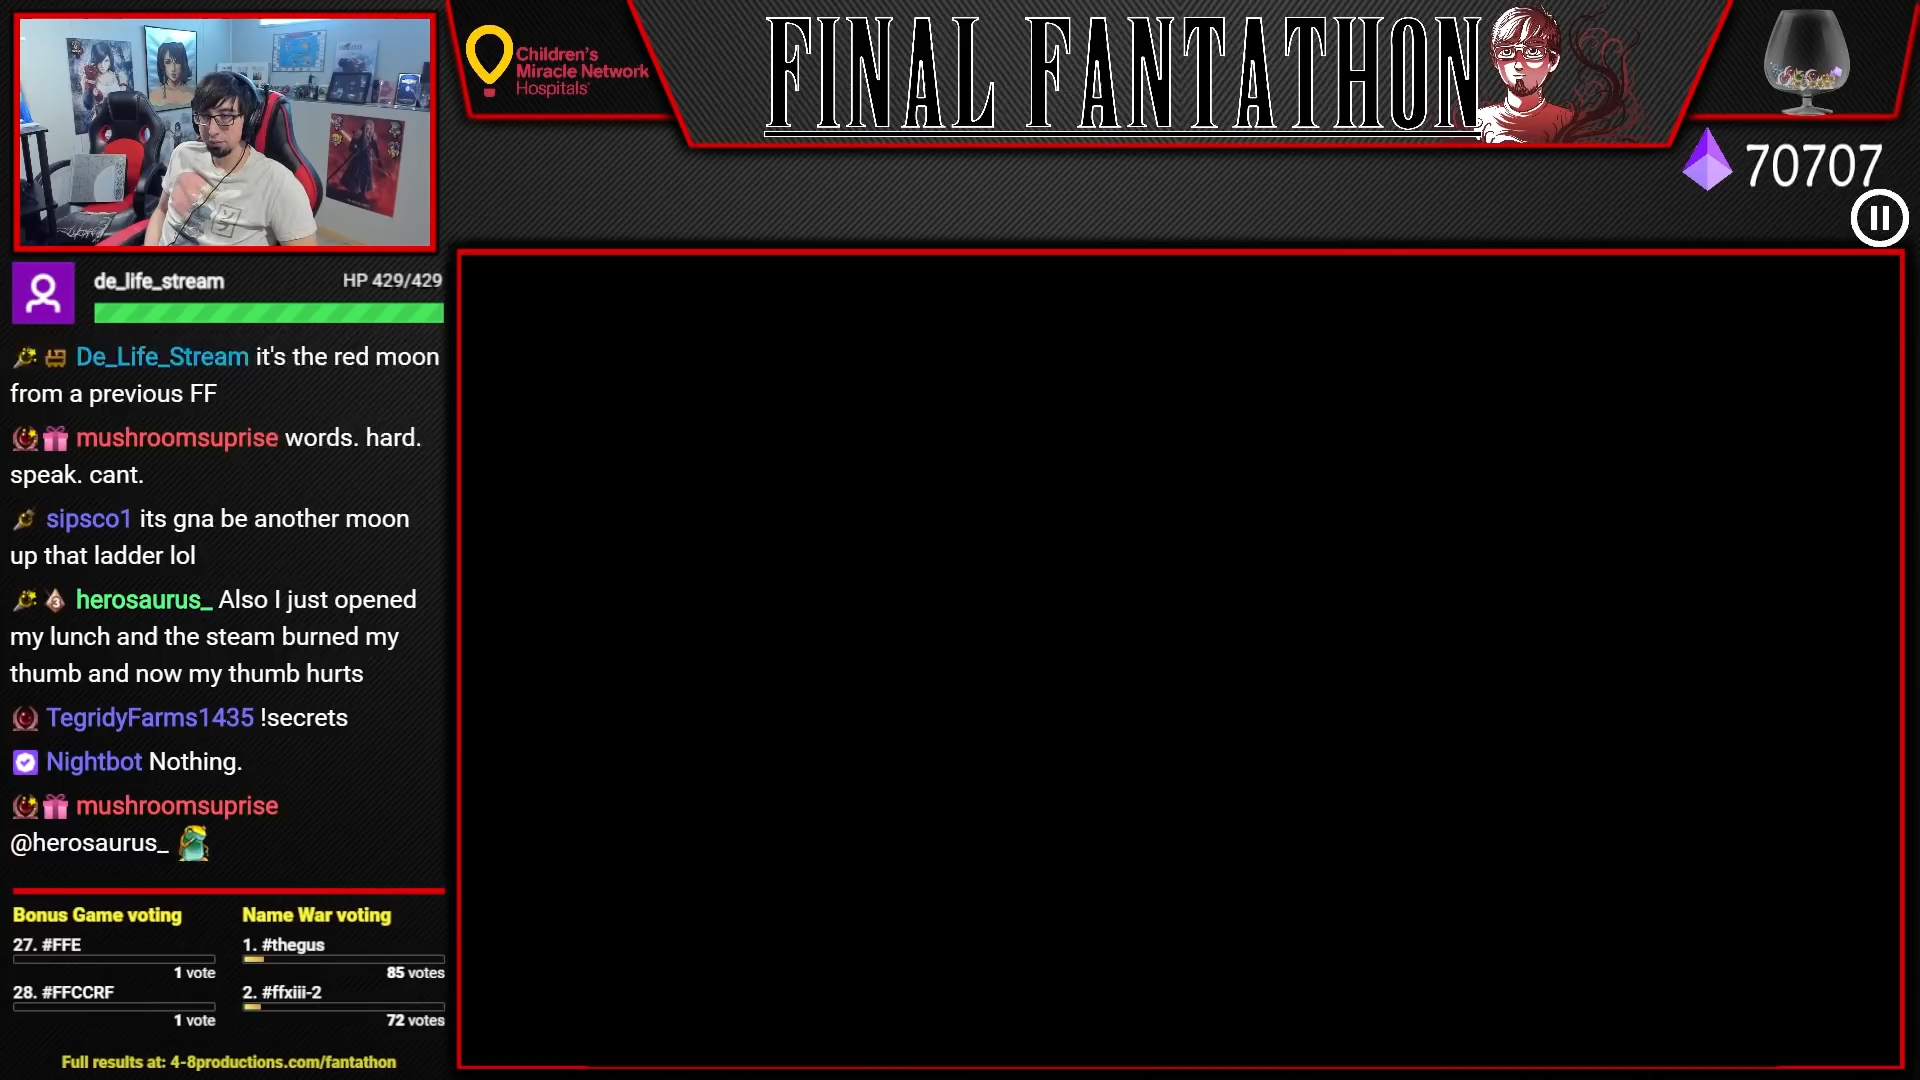 Children's
Miracle Network
Hospitals
FINAL FANTATHON
70707
de_life_stream HP 429/429
De_Life_Stream it's the red moon
from a previous FF
mushroomsuprise words. hard.
speak. cant.
sipsco1 its gna be another moon
up that ladder lol
herosaurus_ Also I just opened
my lunch and the steam burned my
thumb and now my thumb hurts
TegridyFarms1435 !secrets
Nightbot Nothing.
mushroomsuprise
@herosaurus_
Bonus Game voting
27. #FFE
1 vote
28. #FFCCRF
1 vote
Name War voting
1. #thegus
85 votes
2. #ffxiii-2
72 votes
Full results at: 4-8productions.com/fantathon